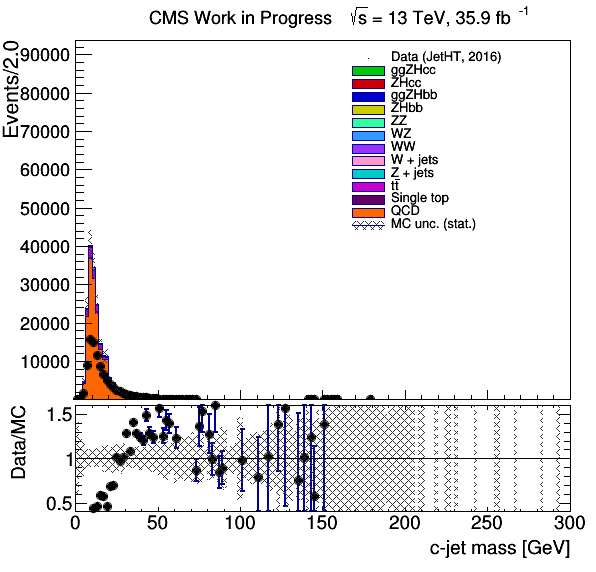 CMS Work in Progress √s = 13 TeV, 35.9 fb⁻¹
Events/2.0
90000
80000
70000
60000
50000
40000
30000
20000
10000
Data (JetHT, 2016)
ggZHcc
ZHcc
ggZHbb
ZHbb
ZZ
WZ
WW
W + jets
Z + jets
tt̄
Single top
QCD
MC unc. (stat.)
Data/MC
1.5
1
0.5
0 50 100 150 200 250 300
c-jet mass [GeV]